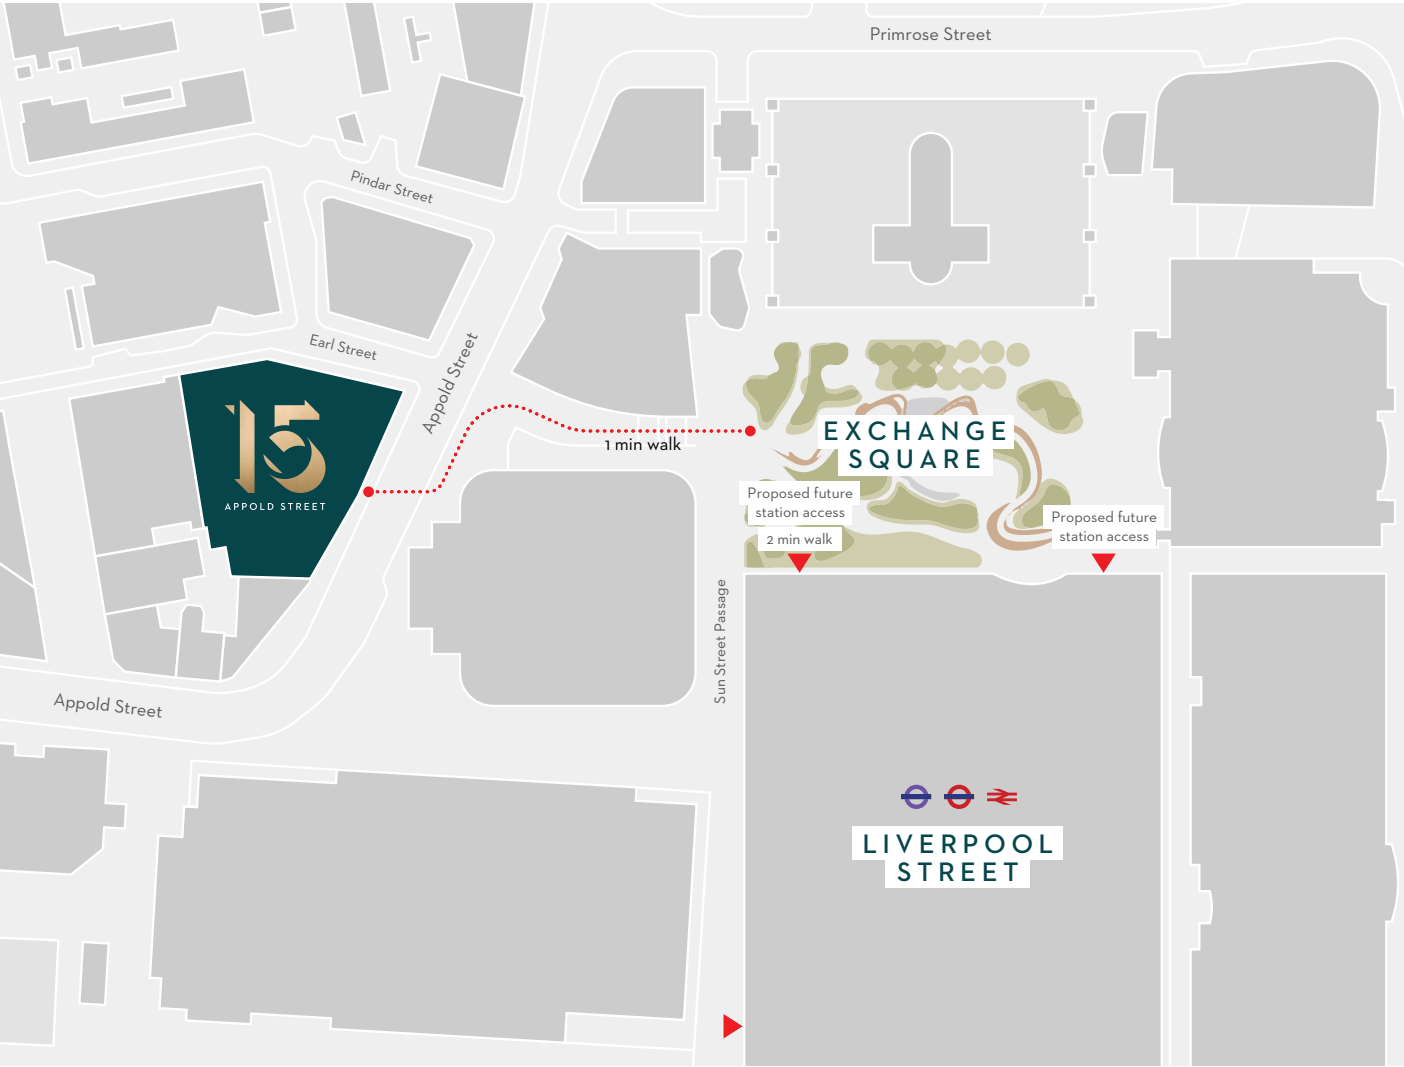 Primrose Street
Pindar Street
Earl Street
Appold Street
15
APPOLD STREET
1 min walk
EXCHANGE
SQUARE
Proposed future
station access
2 min walk
Proposed future
station access
Sun Street Passage
Appold Street
LIVERPOOL
STREET